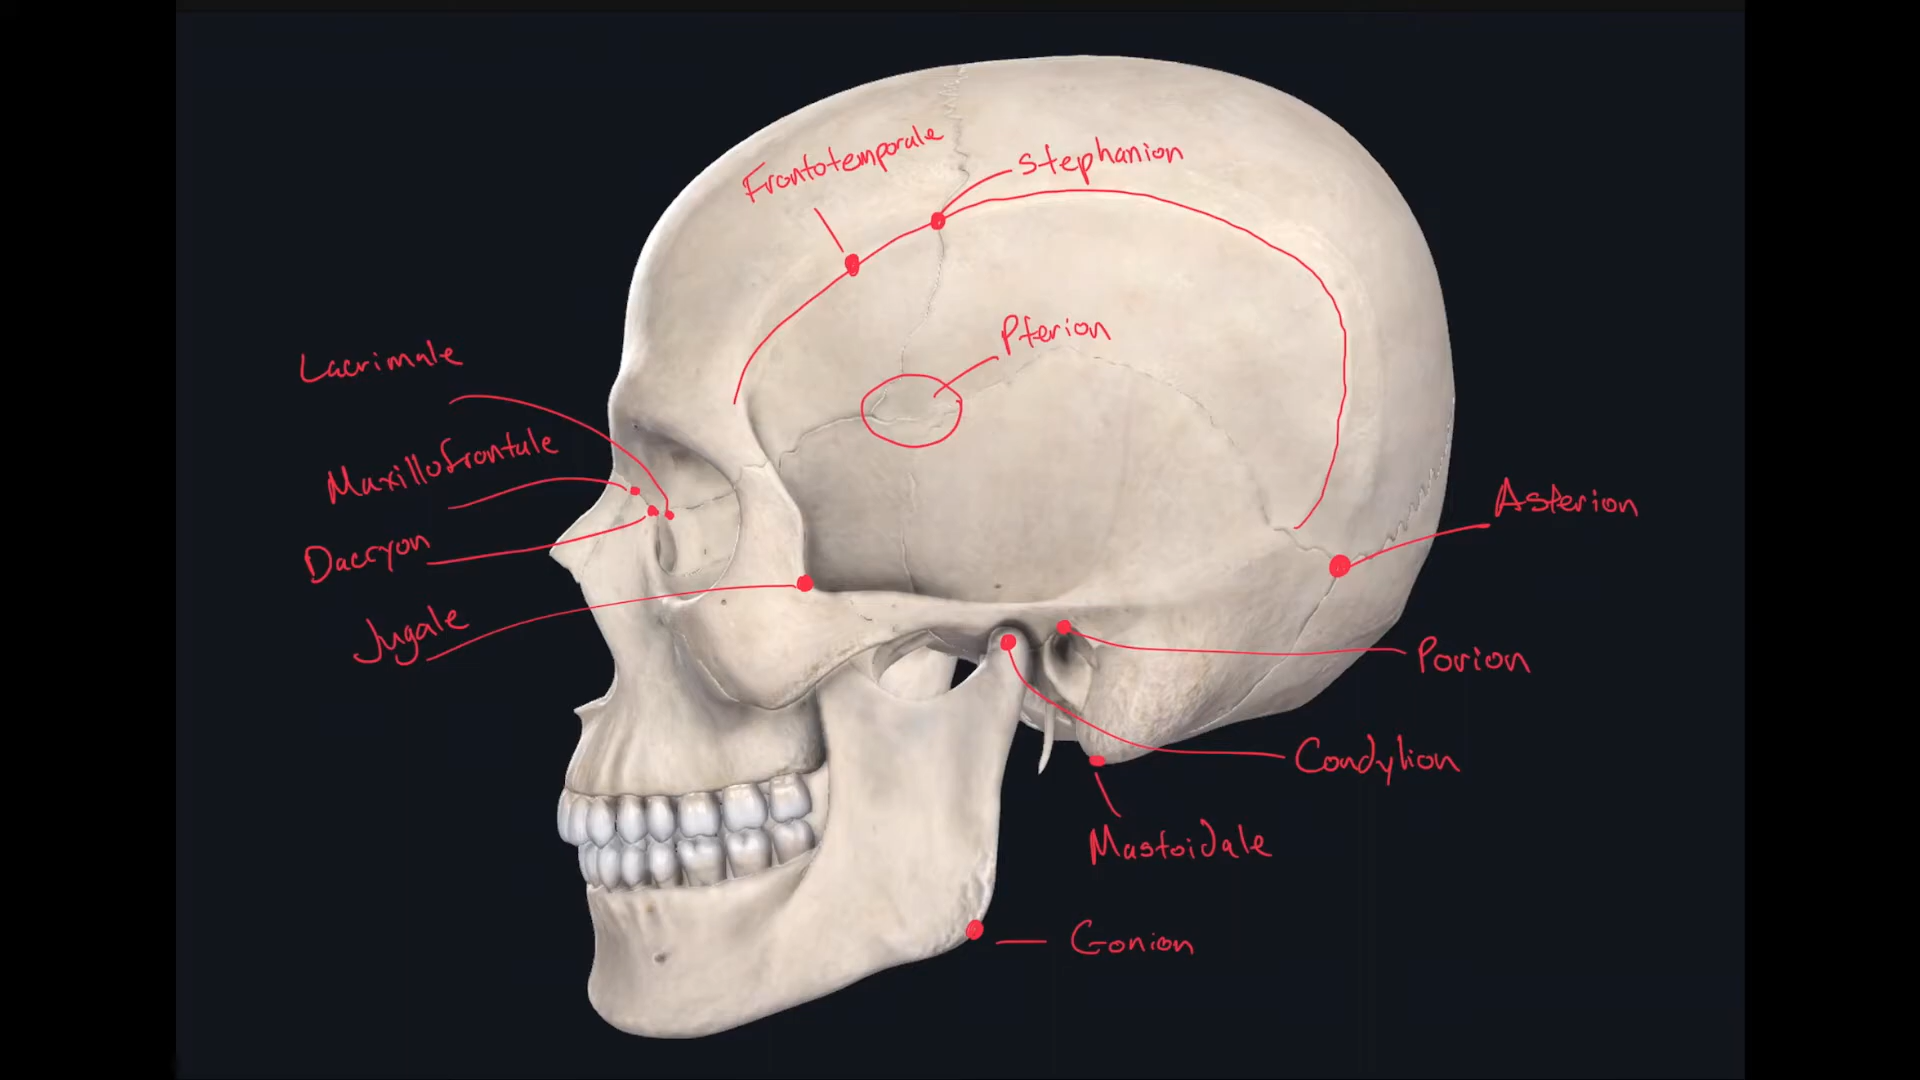 Frontotemporale
Stephanion
Pterion
Lacrimale
Maxillofrontale
Dacryon
Jugale
Asterion
Porion
Condylion
Mastoidale
Gonion